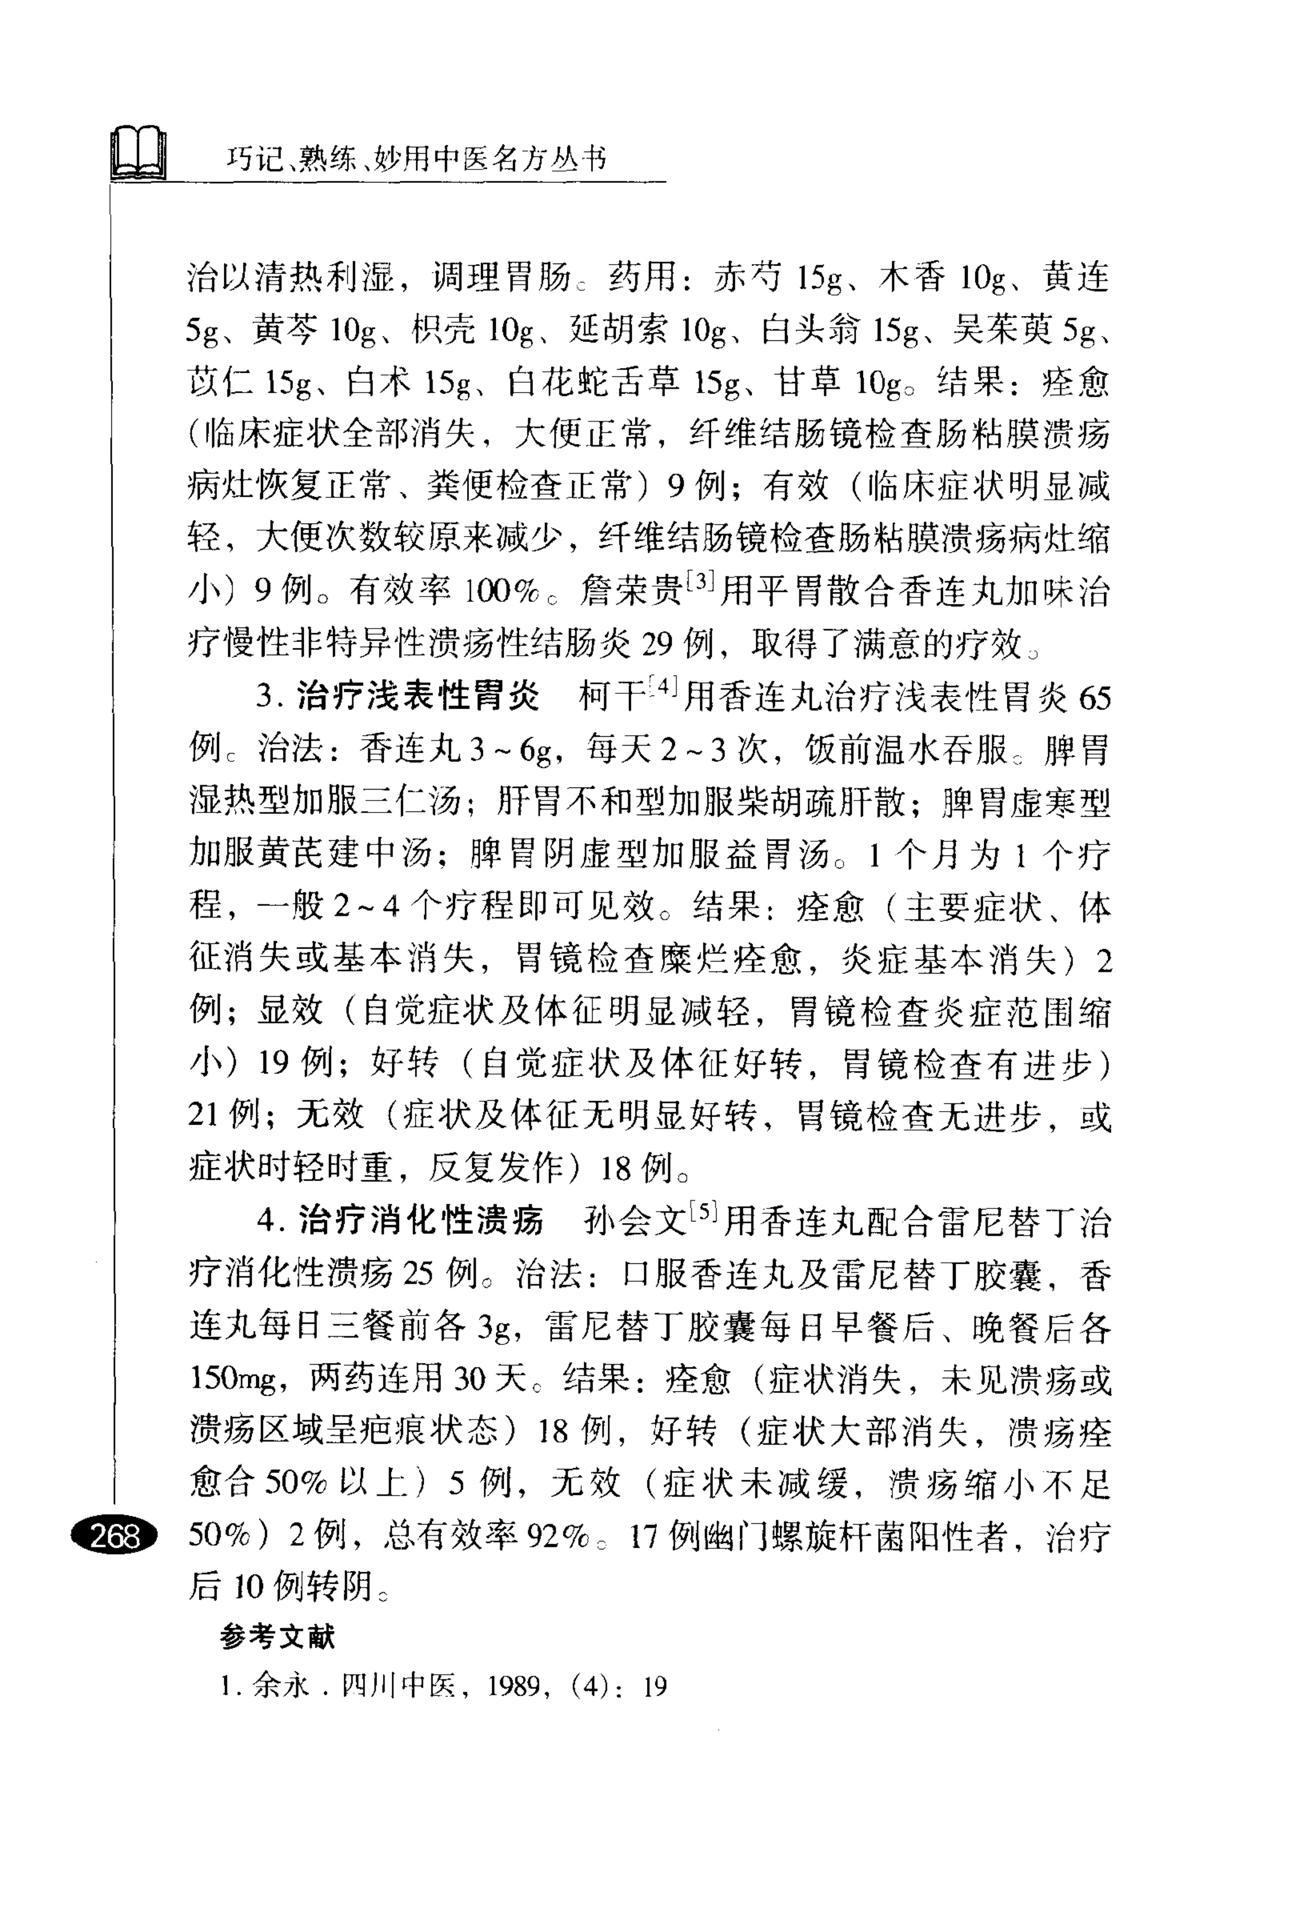 巧记、熟练、妙用中医名方丛书
治以清热利湿，调理胃肠。药用：赤芍 15g、木香 10g、黄连
5g、黄芩 10g、枳壳 10g、延胡索 10g、白头翁 15g、吴茱萸 5g、
苡仁 15g、白术 15g、白花蛇舌草 15g、甘草 10g。结果：痊愈
（临床症状全部消失，大便正常，纤维结肠镜检查肠粘膜溃疡
病灶恢复正常、粪便检查正常）9 例；有效（临床症状明显减
轻，大便次数较原来减少，纤维结肠镜检查肠粘膜溃疡病灶缩
小）9 例。有效率 100%。詹荣贵[3]用平胃散合香连丸加味治
疗慢性非特异性溃疡性结肠炎 29 例，取得了满意的疗效。
3. 治疗浅表性胃炎　柯干[4]用香连丸治疗浅表性胃炎 65
例。治法：香连丸 3～6g，每天 2～3 次，饭前温水吞服。脾胃
湿热型加服三仁汤；肝胃不和型加服柴胡疏肝散；脾胃虚寒型
加服黄芪建中汤；脾胃阴虚型加服益胃汤。1 个月为 1 个疗
程，一般 2～4 个疗程即可见效。结果：痊愈（主要症状、体
征消失或基本消失，胃镜检查糜烂痊愈，炎症基本消失）2
例；显效（自觉症状及体征明显减轻，胃镜检查炎症范围缩
小）19 例；好转（自觉症状及体征好转，胃镜检查有进步）
21 例；无效（症状及体征无明显好转，胃镜检查无进步，或
症状时轻时重，反复发作）18 例。
4. 治疗消化性溃疡　孙会文[5]用香连丸配合雷尼替丁治
疗消化性溃疡 25 例。治法：口服香连丸及雷尼替丁胶囊，香
连丸每日三餐前各 3g，雷尼替丁胶囊每日早餐后、晚餐后各
150mg，两药连用 30 天。结果：痊愈（症状消失，未见溃疡或
溃疡区域呈疤痕状态）18 例，好转（症状大部消失，溃疡痊
愈合 50% 以上）5 例，无效（症状未减缓，溃疡缩小不足
50%）2 例，总有效率 92%。17 例幽门螺旋杆菌阳性者，治疗
后 10 例转阴。
268
参考文献
1. 余永．四川中医，1989，（4）：19